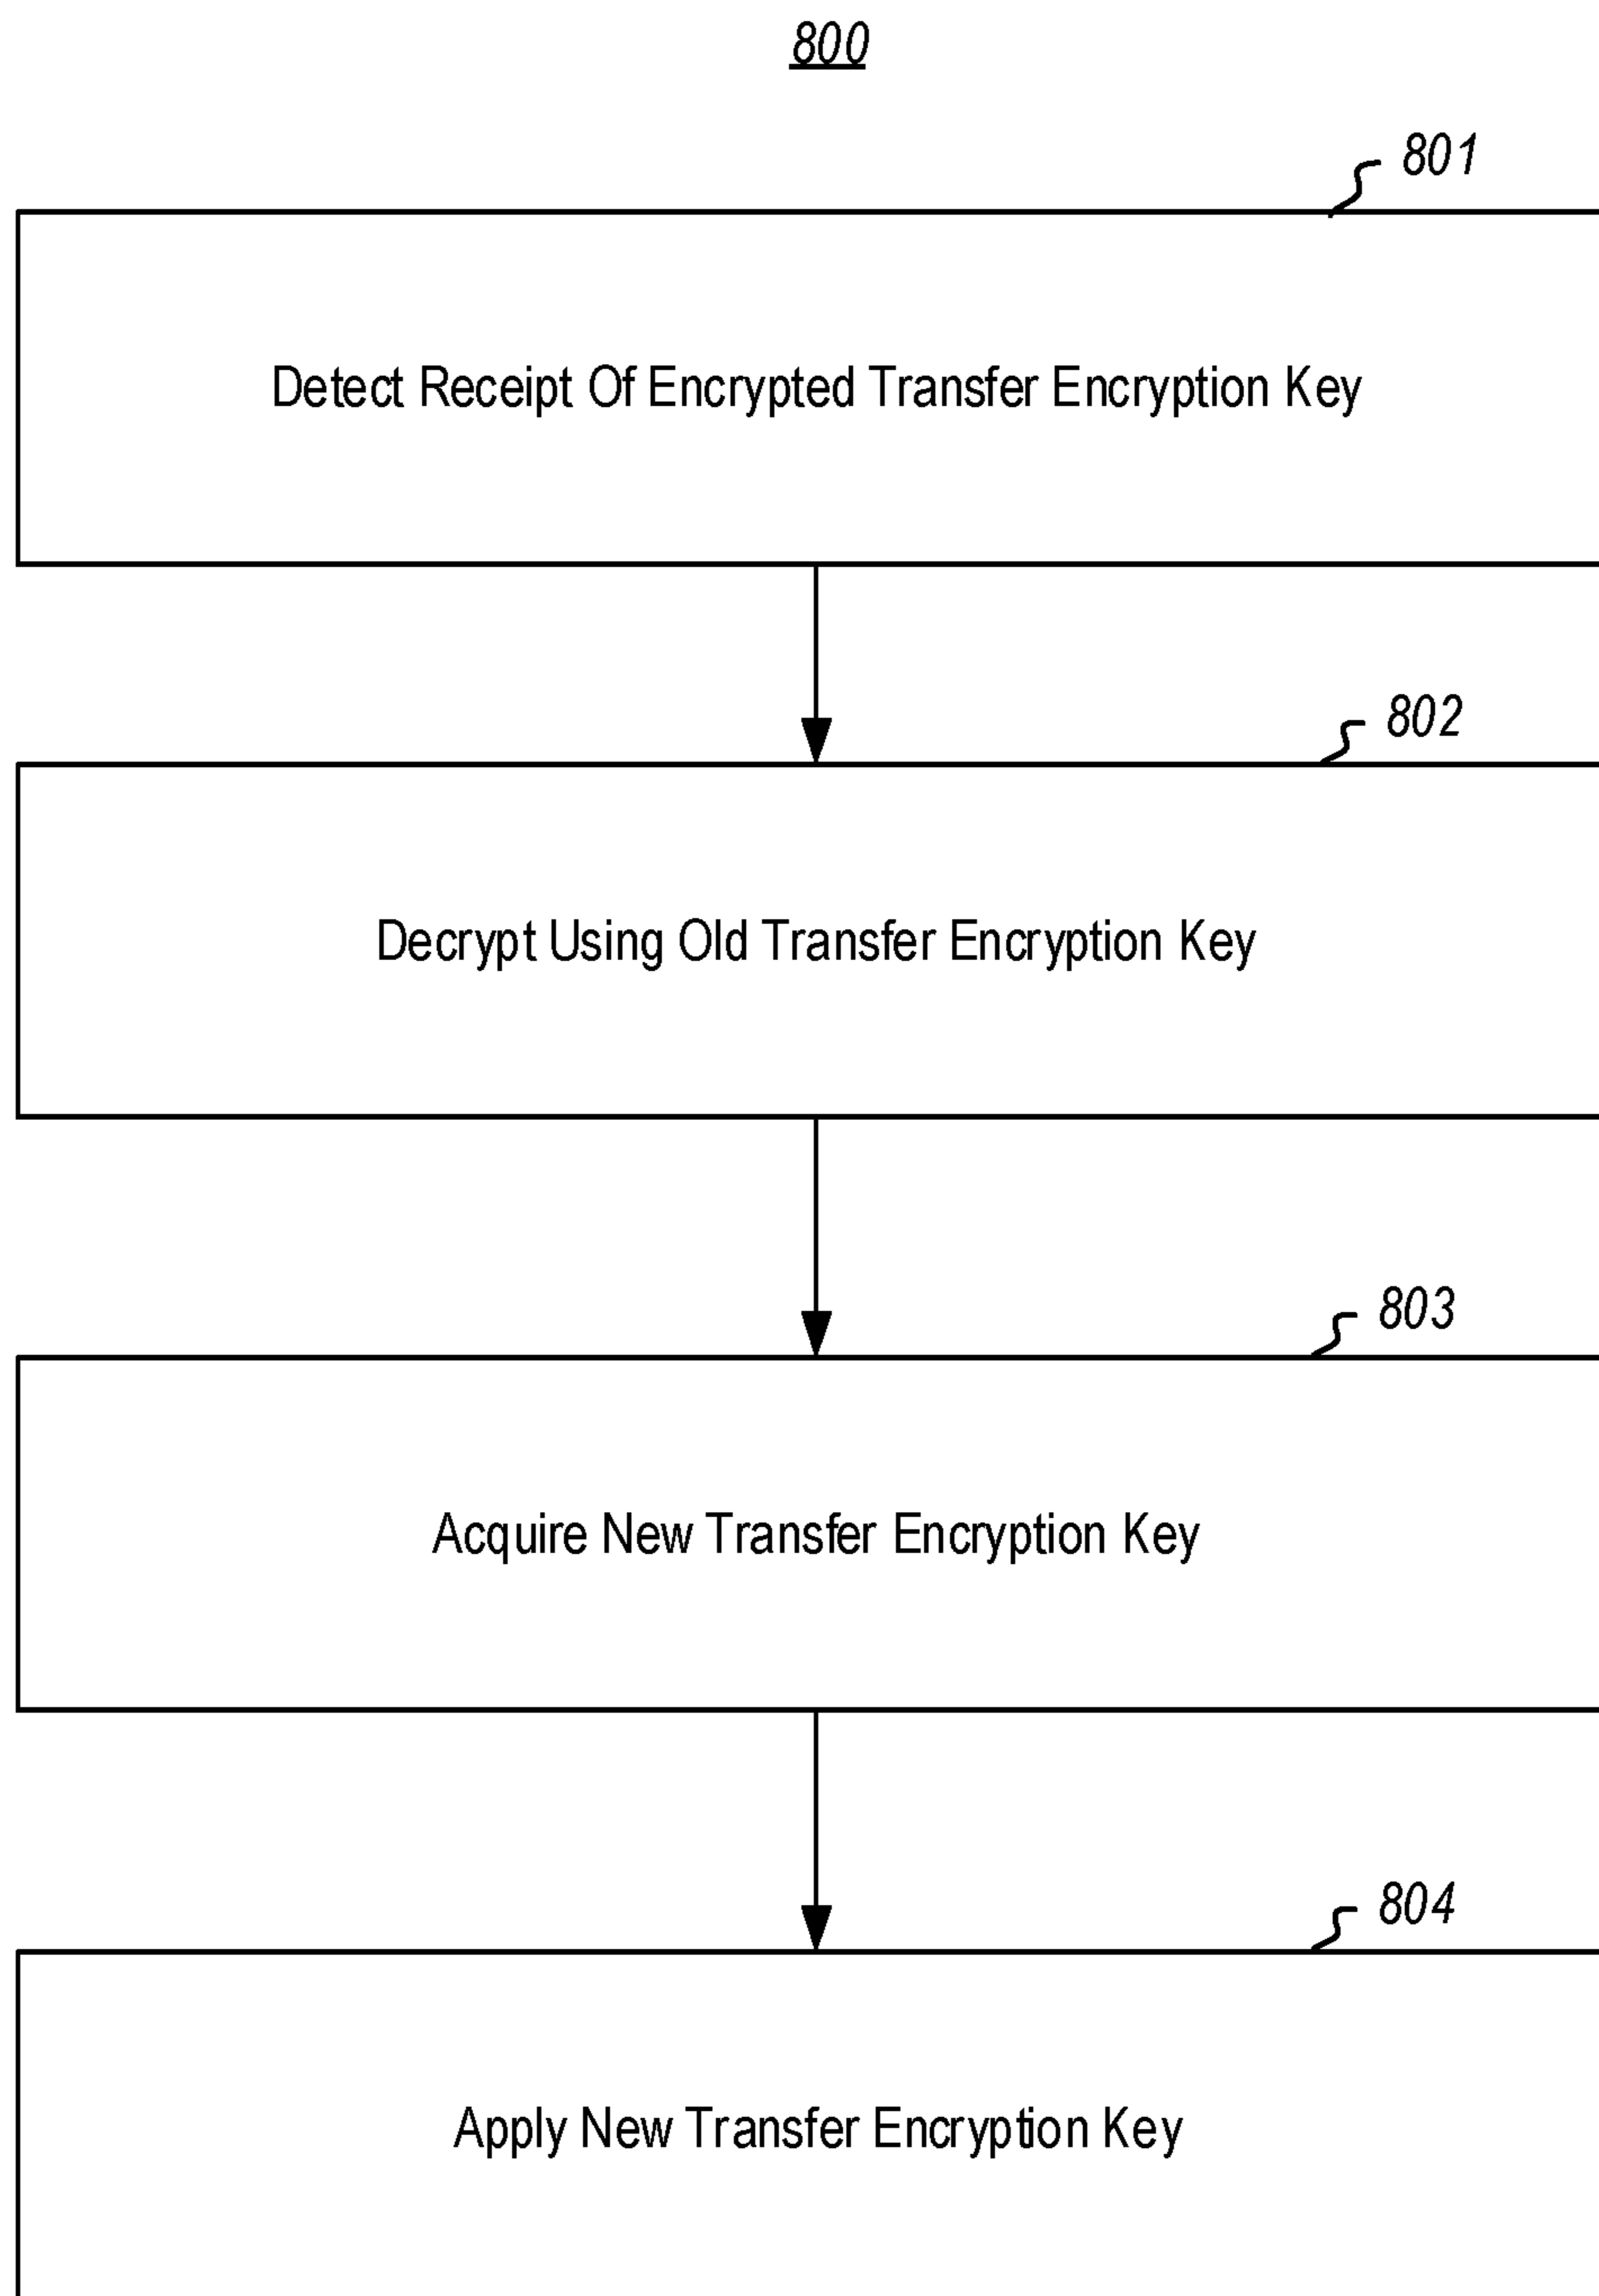 800
801
Detect Receipt Of Encrypted Transfer Encryption Key
802
Decrypt Using Old Transfer Encryption Key
803
Acquire New Transfer Encryption Key
804
Apply New Transfer Encryption Key